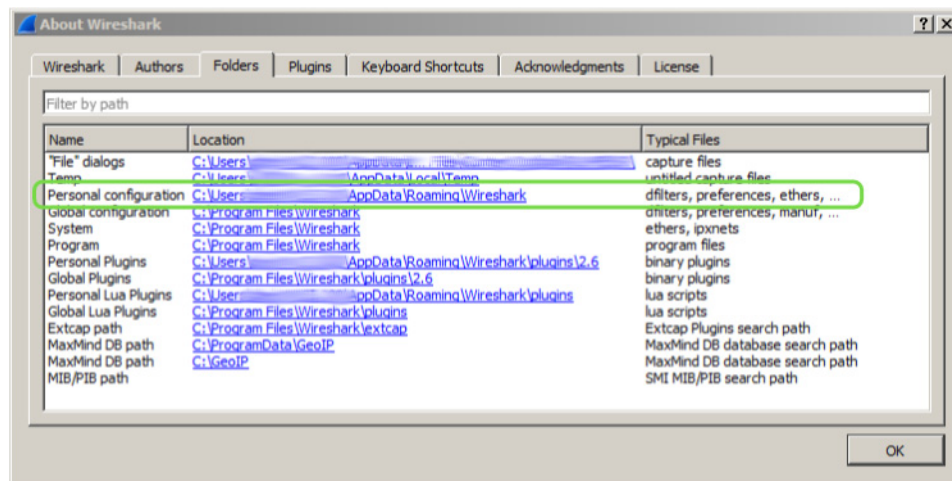 About Wireshark
Wireshark Authors Folders Plugins Keyboard Shortcuts Acknowledgments License
Filter by path
Name Location Typical Files
"File" dialogs C:\Users\ capture files
Temp C:\Users \AppData\Local\Temp untitled capture files
Personal configuration C:\Users AppData\Roaming\Wireshark dfilters, preferences, ethers, ...
Global configuration C:\Program Files\Wireshark dfilters, preferences, manuf, ...
System C:\Program Files\Wireshark ethers, ipxnets
Program C:\Program Files\Wireshark program files
Personal Plugins C:\Users \AppData\Roaming\Wireshark\plugins\2.6 binary plugins
Global Plugins C:\Program Files\Wireshark\plugins\2.6 binary plugins
Personal Lua Plugins C:\User AppData\Roaming\Wireshark\plugins lua scripts
Global Lua Plugins C:\Program Files\Wireshark\plugins lua scripts
Extcap path C:\Program Files\Wireshark\extcap Extcap Plugins search path
MaxMind DB path C:\ProgramData\GeoIP MaxMind DB database search path
MaxMind DB path C:\GeoIP MaxMind DB database search path
MIB/PIB path SMI MIB/PIB search path
OK